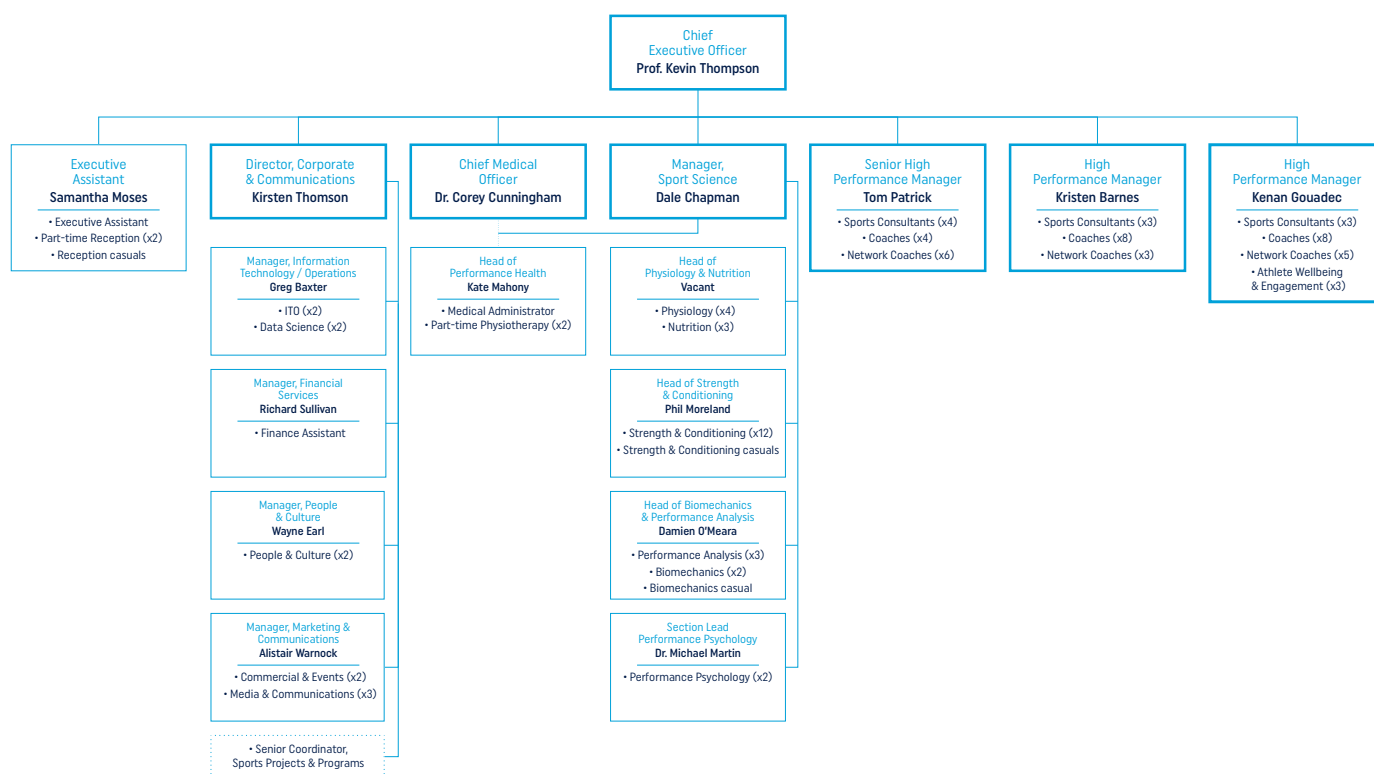 Chief
Executive Officer
Prof. Kevin Thompson
Executive
Assistant
Samantha Moses
• Executive Assistant
• Part-time Reception (x2)
• Reception casuals
Director, Corporate
& Communications
Kirsten Thomson
Chief Medical
Officer
Dr. Corey Cunningham
Manager,
Sport Science
Dale Chapman
Senior High
Performance Manager
Tom Patrick
• Sports Consultants (x4)
• Coaches (x4)
• Network Coaches (x6)
High
Performance Manager
Kristen Barnes
• Sports Consultants (x3)
• Coaches (x8)
• Network Coaches (x3)
High
Performance Manager
Kenan Gouadec
• Sports Consultants (x3)
• Coaches (x8)
• Network Coaches (x5)
• Athlete Wellbeing
& Engagement (x3)
Manager, Information
Technology / Operations
Greg Baxter
• ITO (x2)
• Data Science (x2)
Manager, Financial
Services
Richard Sullivan
• Finance Assistant
Manager, People
& Culture
Wayne Earl
• People & Culture (x2)
Manager, Marketing &
Communications
Alistair Warnock
• Commercial & Events (x2)
• Media & Communications (x3)
• Senior Coordinator,
Sports Projects & Programs
Head of
Performance Health
Kate Mahony
• Medical Administrator
• Part-time Physiotherapy (x2)
Head of
Physiology & Nutrition
Vacant
• Physiology (x4)
• Nutrition (x3)
Head of Strength
& Conditioning
Phil Moreland
• Strength & Conditioning (x12)
• Strength & Conditioning casuals
Head of Biomechanics
& Performance Analysis
Damien O'Meara
• Performance Analysis (x3)
• Biomechanics (x2)
• Biomechanics casual
Section Lead
Performance Psychology
Dr. Michael Martin
• Performance Psychology (x2)